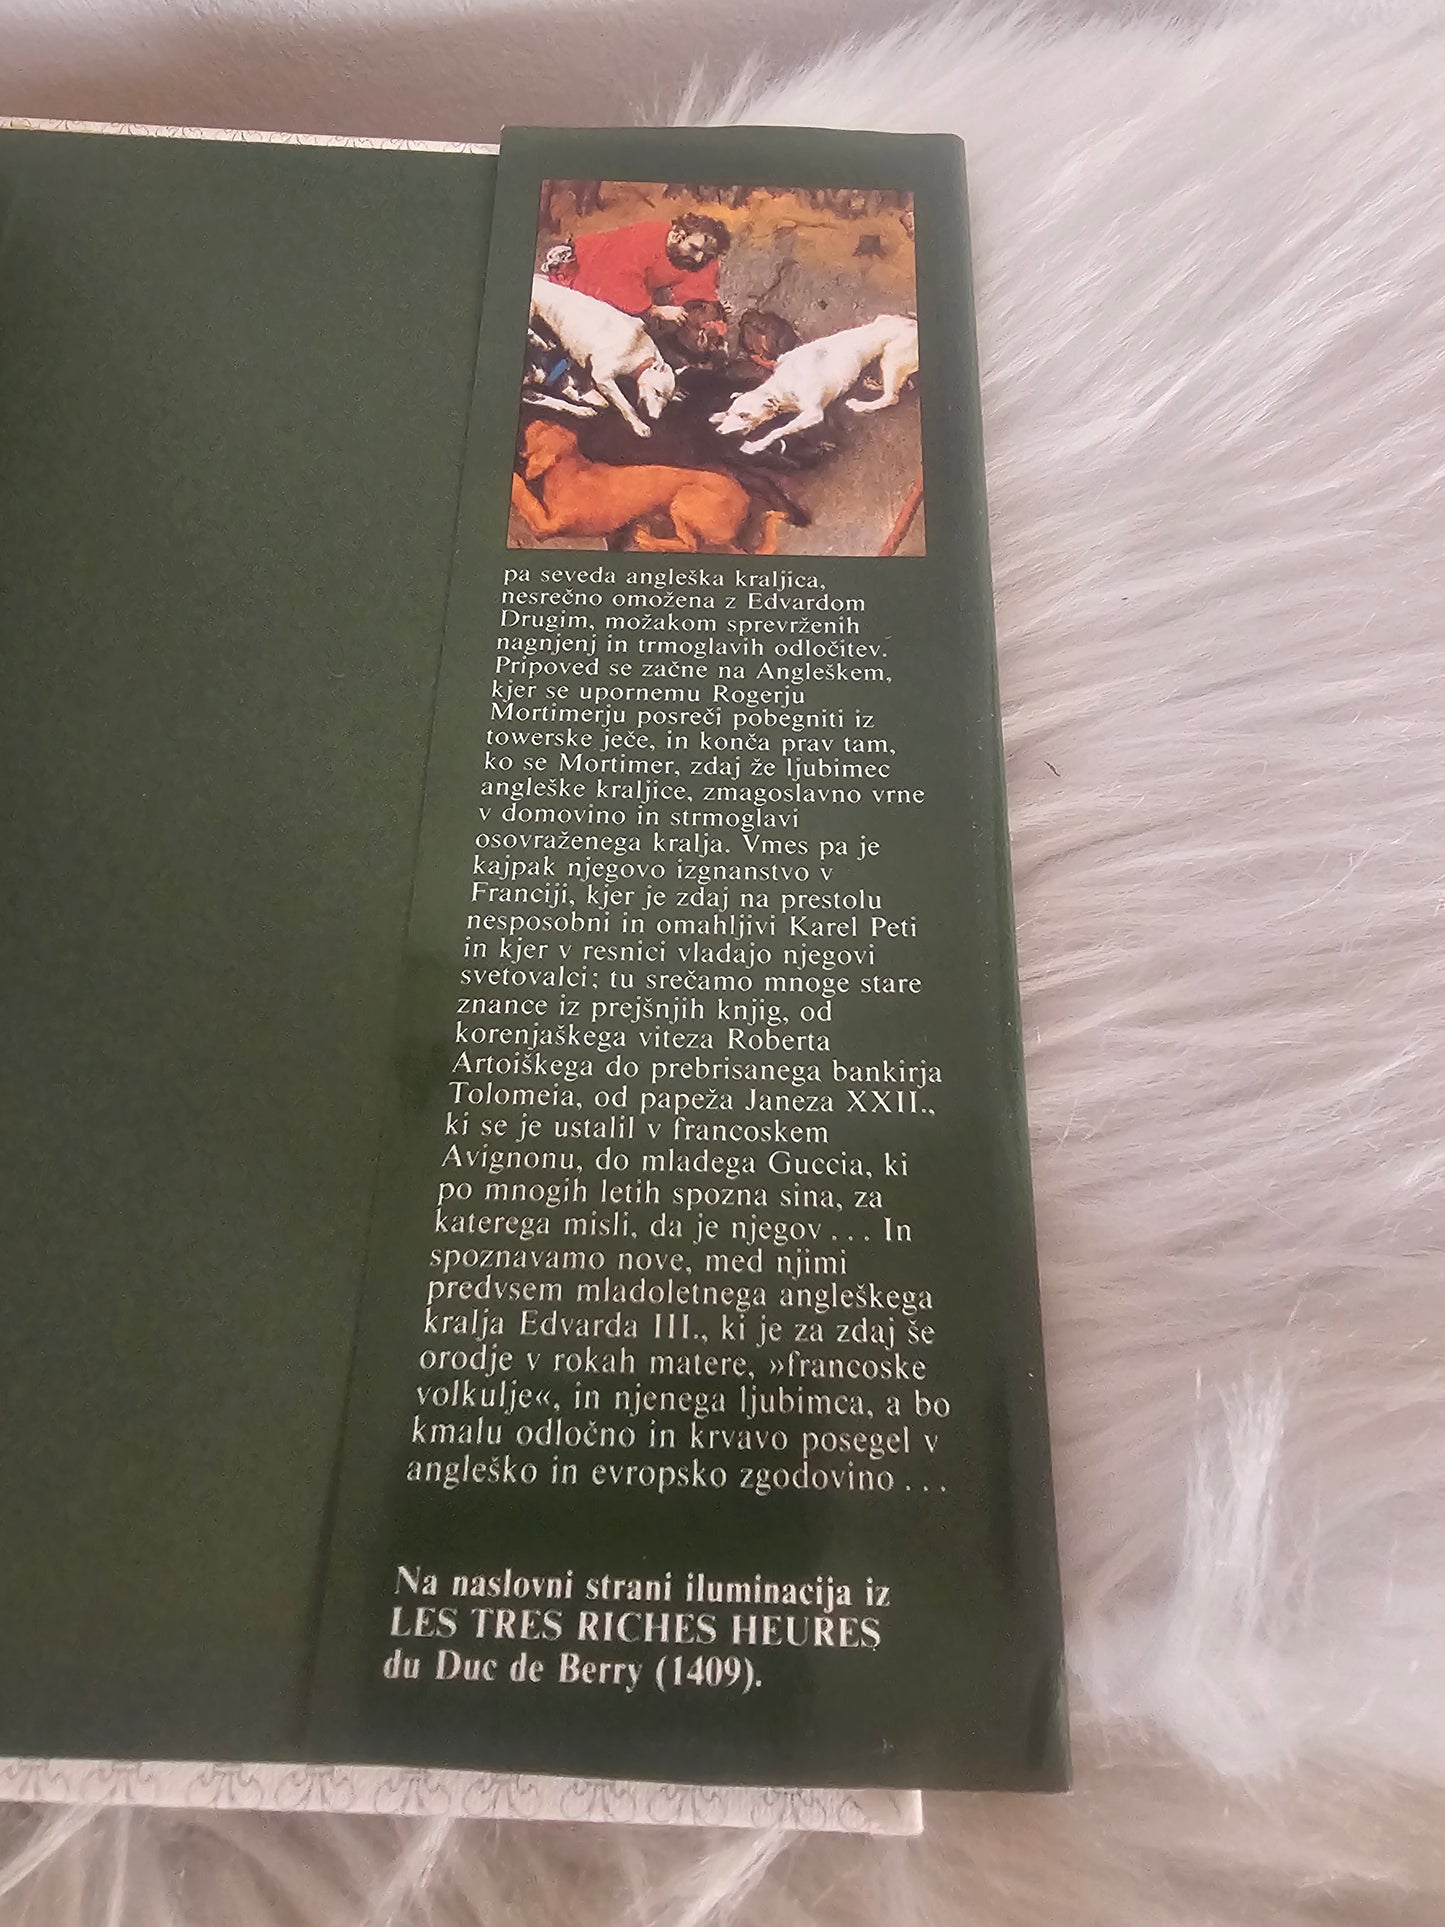 pa seveda angleška kraljica,
nesrečno omožena z Edvardom
Drugim, možakom sprevrženih
nagnjenj in trmoglavih odločitev.
Pripoved se začne na Angleškem,
kjer se upornemu Rogerju
Mortimerju posreči pobegniti iz
towerske ječe, in konča prav tam,
ko se Mortimer, zdaj že ljubimec
angleške kraljice, zmagoslavno vrne
v domovino in strmoglavi
osovraženega kralja. Vmes pa je
kajpak njegovo izgnanstvo v
Franciji, kjer je zdaj na prestolu
nesposobni in omahljivi Karel Peti
in kjer v resnici vladajo njegovi
svetovalci; tu srečamo mnoge stare
znance iz prejšnjih knjig, od
korenjaškega viteza Roberta
Artoiškega do prebrisanega bankirja
Tolomeia, od papeža Janeza XXII.,
ki se je ustalil v francoskem
Avignonu, do mladega Guccia, ki
po mnogih letih spozna sina, za
katerega misli, da je njegov... In
spoznavamo nove, med njimi
predvsem mladoletnega angleškega
kralja Edvarda III., ki je za zdaj še
orodje v rokah matere, »francoske
volkulje«, in njenega ljubimca, a bo
kmalu odločno in krvavo posegel v
angleško in evropsko zgodovino...
Na naslovni strani iluminacija iz
LES TRES RICHES HEURES
du Duc de Berry (1409).